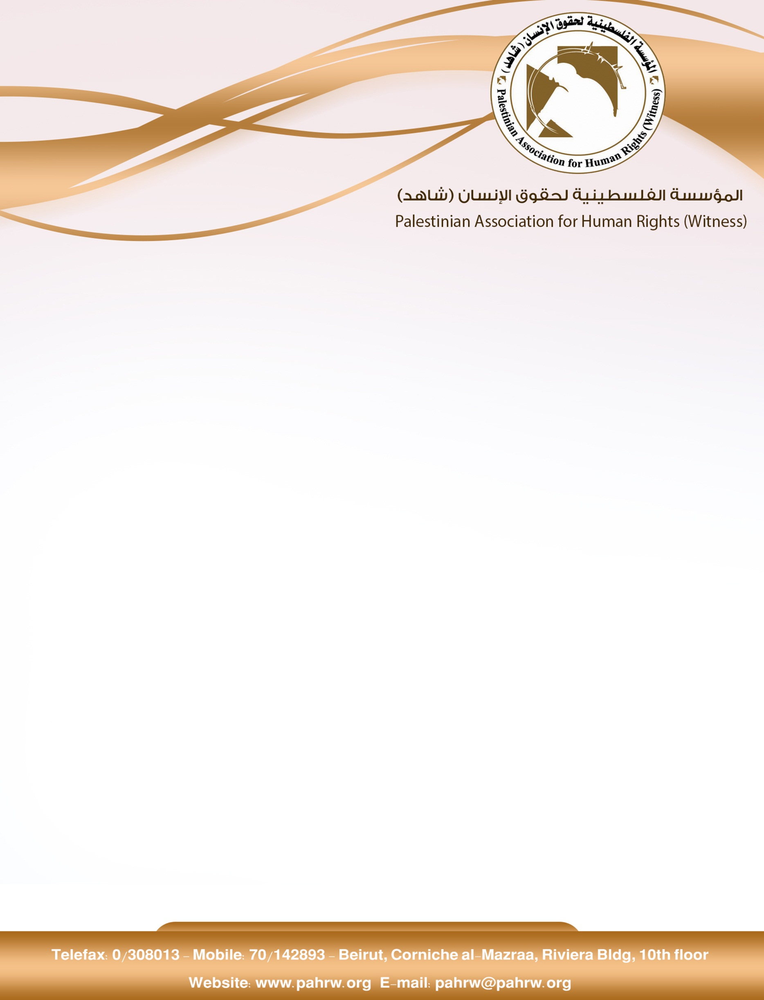 المؤسسة الفلسطينية لحقوق الإنسان (شاهد)
Palestinian Association for Human Rights (Witness)
المؤسسة الفلسطينية لحقوق الإنسان (شاهد)
Palestinian Association for Human Rights (Witness)
Telefax: 0/308013 - Mobile: 70/142893 - Beirut, Corniche al-Mazraa, Riviera Bldg, 10th floor
Website: www.pahrw.org E-mail: pahrw@pahrw.org